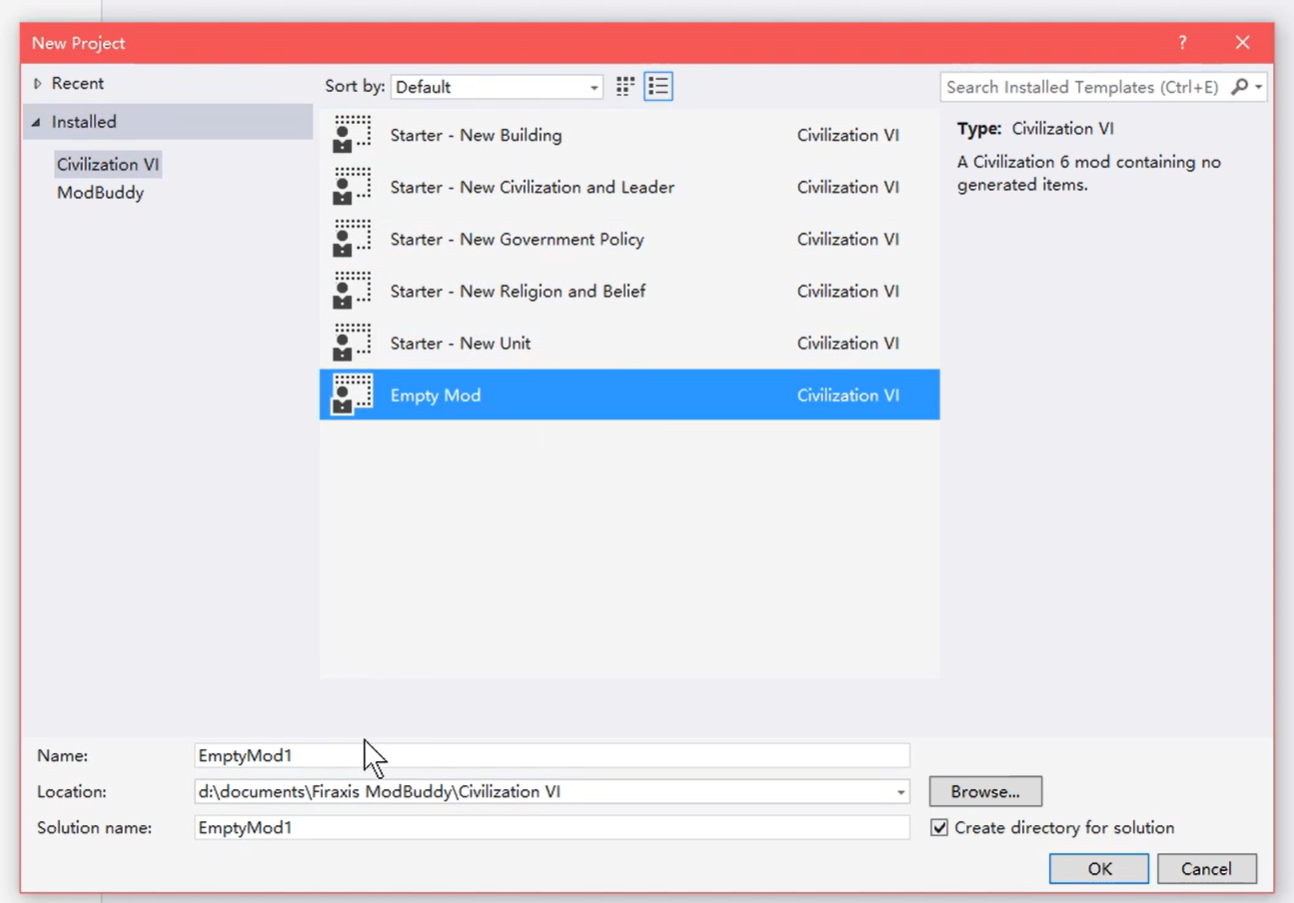 New Project
?
Recent
Installed
Civilization VI
ModBuddy
Sort by: Default
Search Installed Templates (Ctrl+E)
Starter - New Building Civilization VI
Starter - New Civilization and Leader Civilization VI
Starter - New Government Policy Civilization VI
Starter - New Religion and Belief Civilization VI
Starter - New Unit Civilization VI
Empty Mod Civilization VI
Type: Civilization VI
A Civilization 6 mod containing no
generated items.
Name: EmptyMod1
Location: d:\documents\Firaxis ModBuddy\Civilization VI
Browse...
Solution name: EmptyMod1
Create directory for solution
OK
Cancel